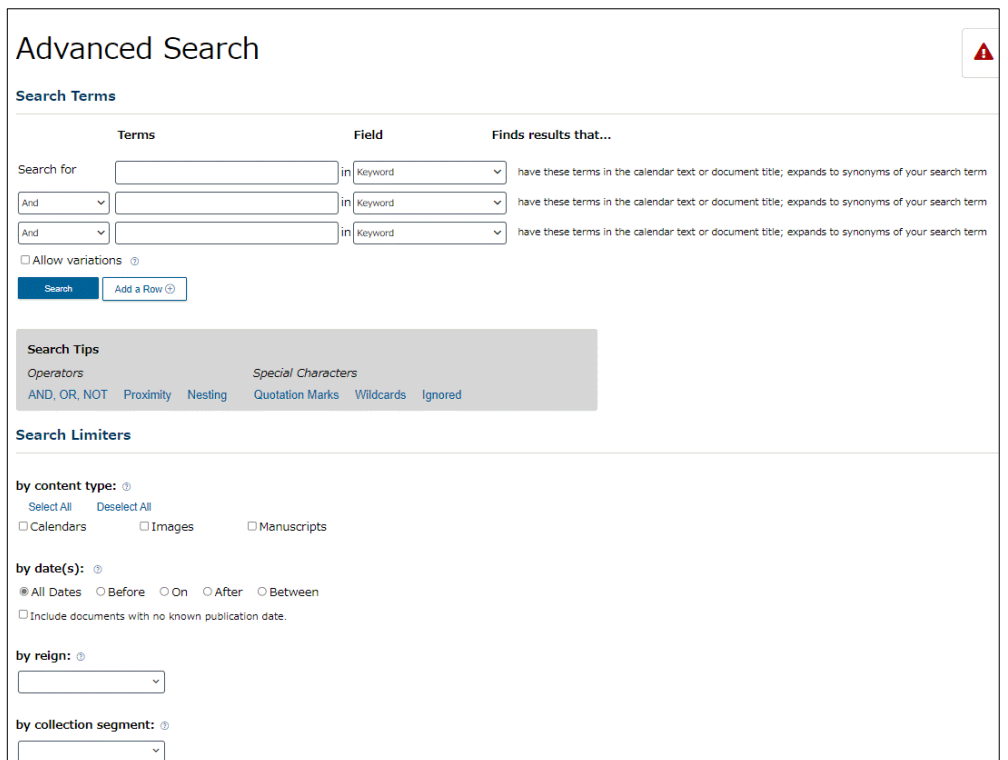 Advanced Search
Search Terms
Terms Field Finds results that...
Search for in Keyword have these terms in the calendar text or document title; expands to synonyms of your search term
And in Keyword have these terms in the calendar text or document title; expands to synonyms of your search term
And in Keyword have these terms in the calendar text or document title; expands to synonyms of your search term
Allow variations ?
Search Add a Row
Search Tips
Operators Special Characters
AND, OR, NOT Proximity Nesting Quotation Marks Wildcards Ignored
Search Limiters
by content type: ?
Select All Deselect All
Calendars Images Manuscripts
by date(s): ?
All Dates Before On After Between
Include documents with no known publication date.
by reign: ?
by collection segment: ?